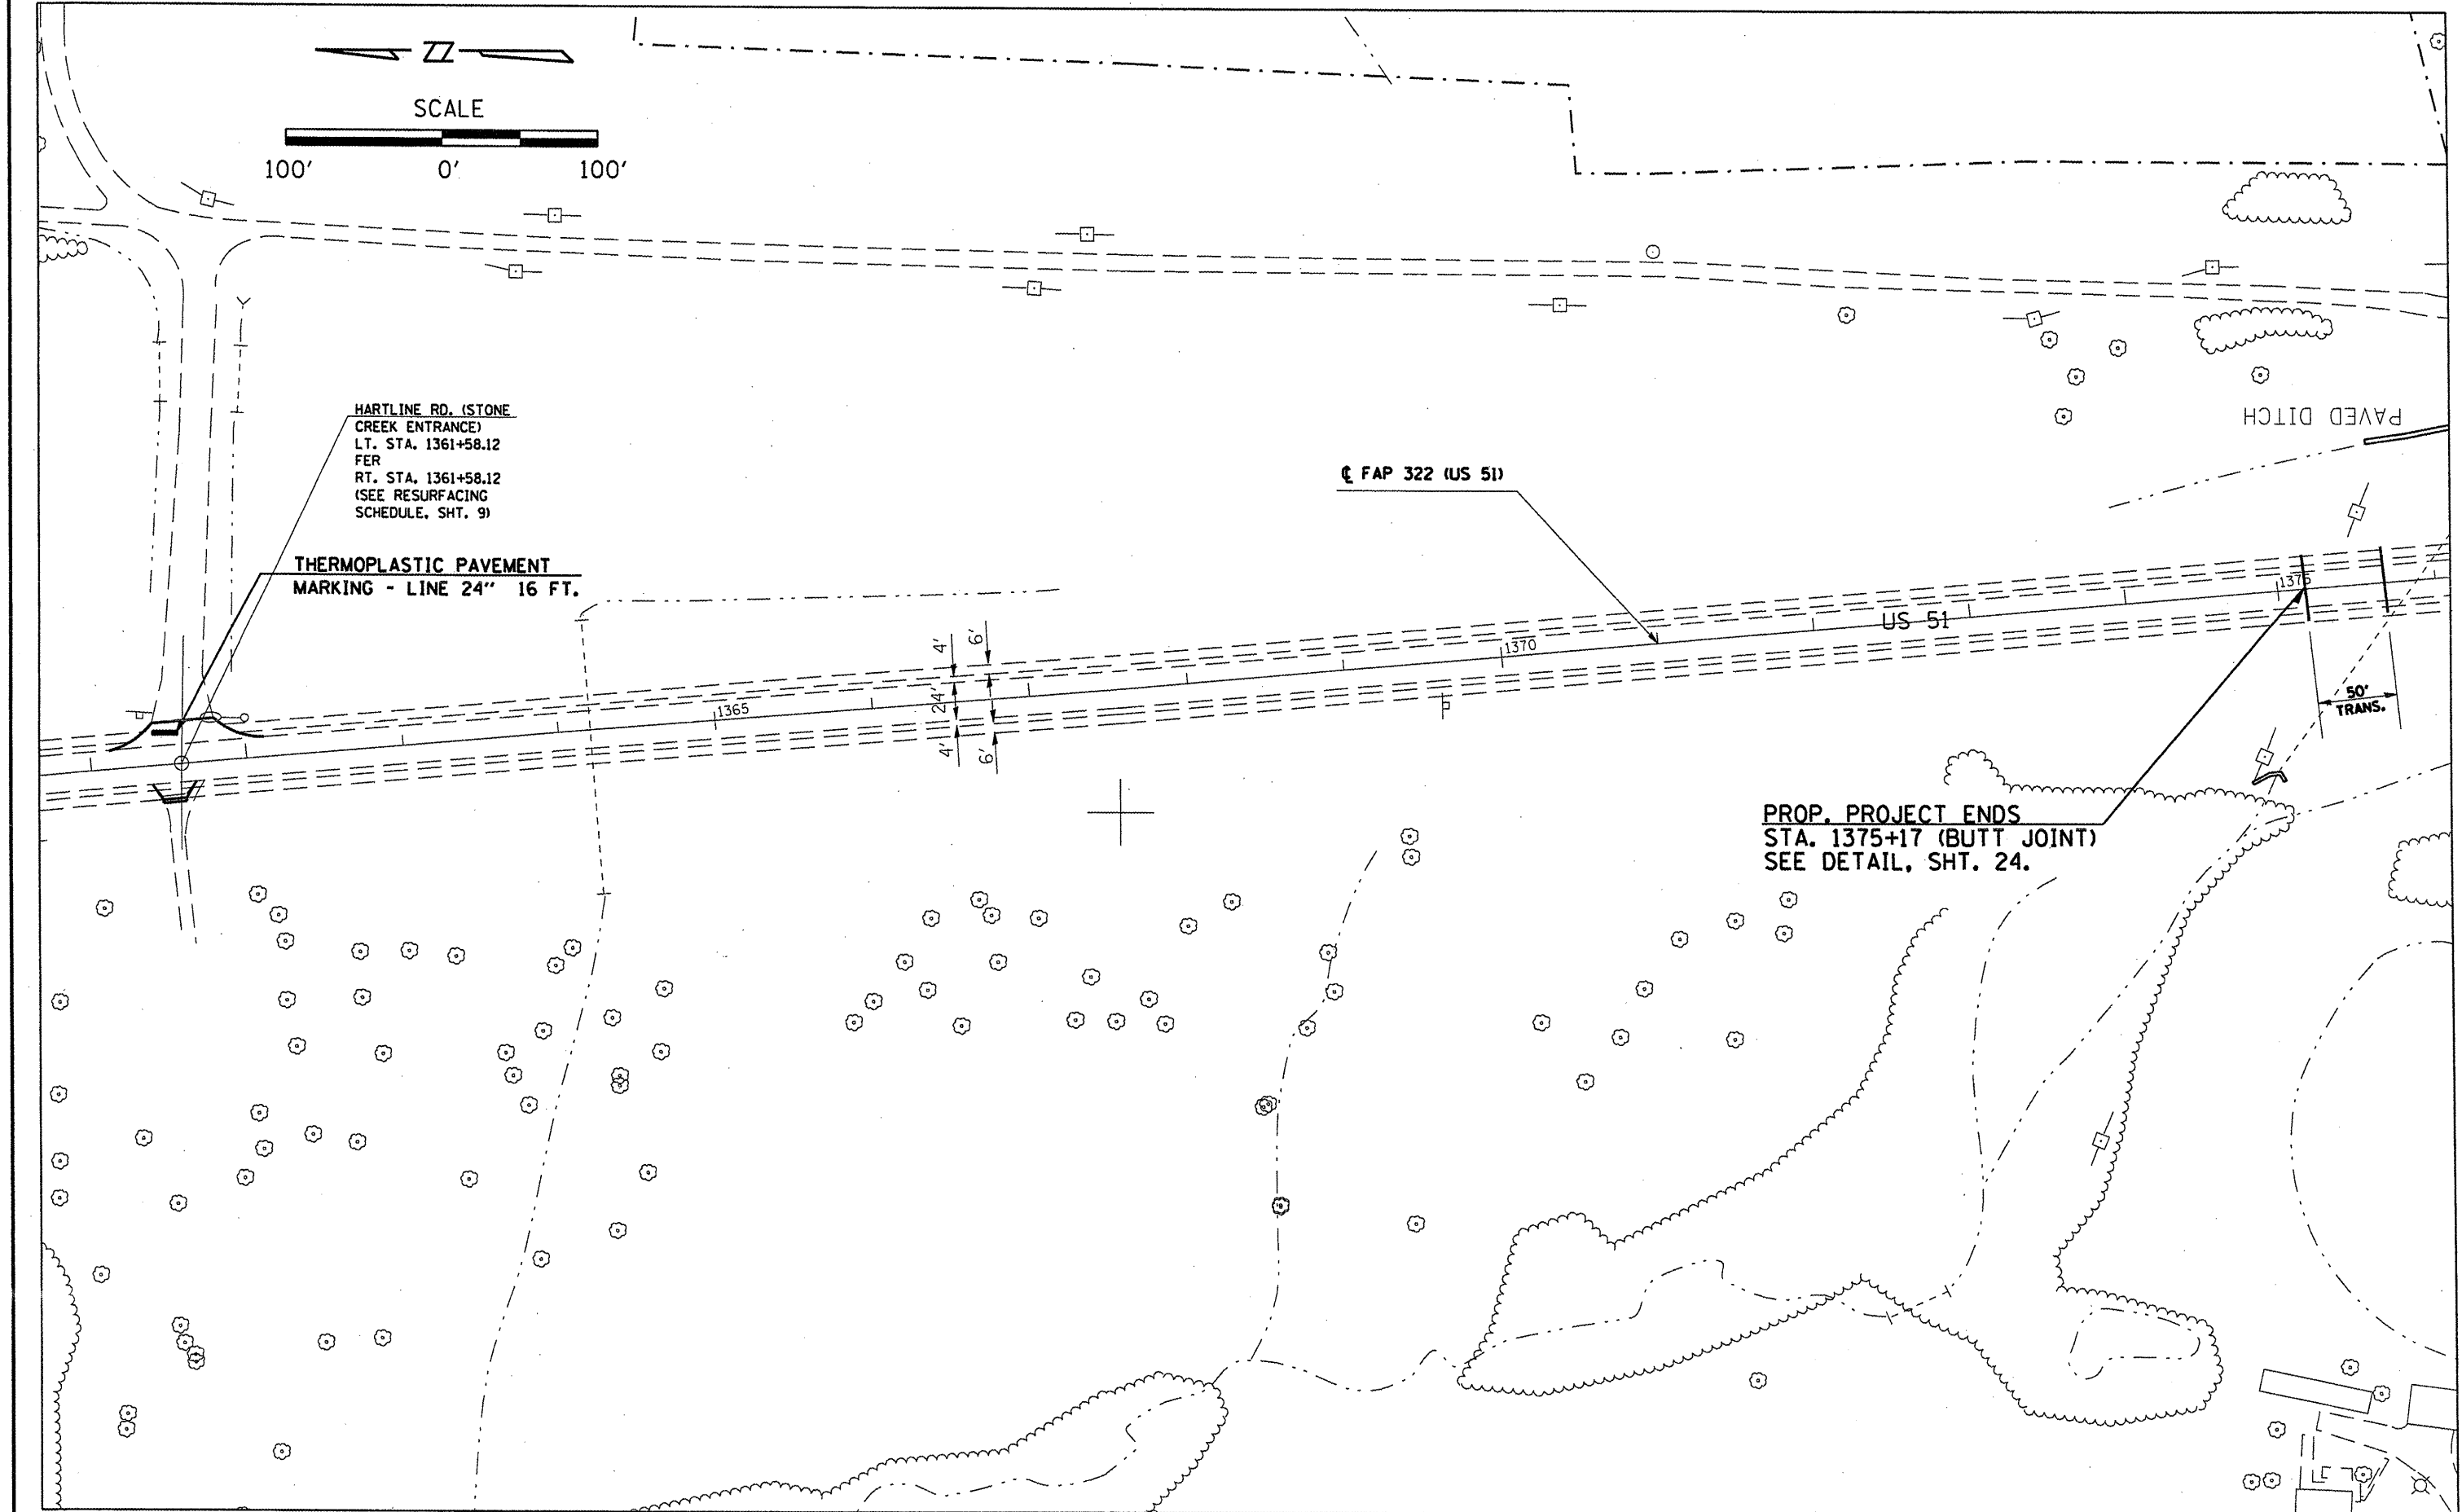 SCALE
100' 0' 100'
HARTLINE RD. (STONE
CREEK ENTRANCE)
LT. STA. 1361+58.12
FER
RT. STA. 1361+58.12
(SEE RESURFACING
SCHEDULE, SHT. 9)
THERMOPLASTIC PAVEMENT
MARKING - LINE 24" 16 FT.
PAVED DITCH
℄ FAP 322 (US 51)
1365
4'
6'
24'
4'
6'
1370
US 51
1375
50'
TRANS.
PROP. PROJECT ENDS
STA. 1375+17 (BUTT JOINT)
SEE DETAIL, SHT. 24.